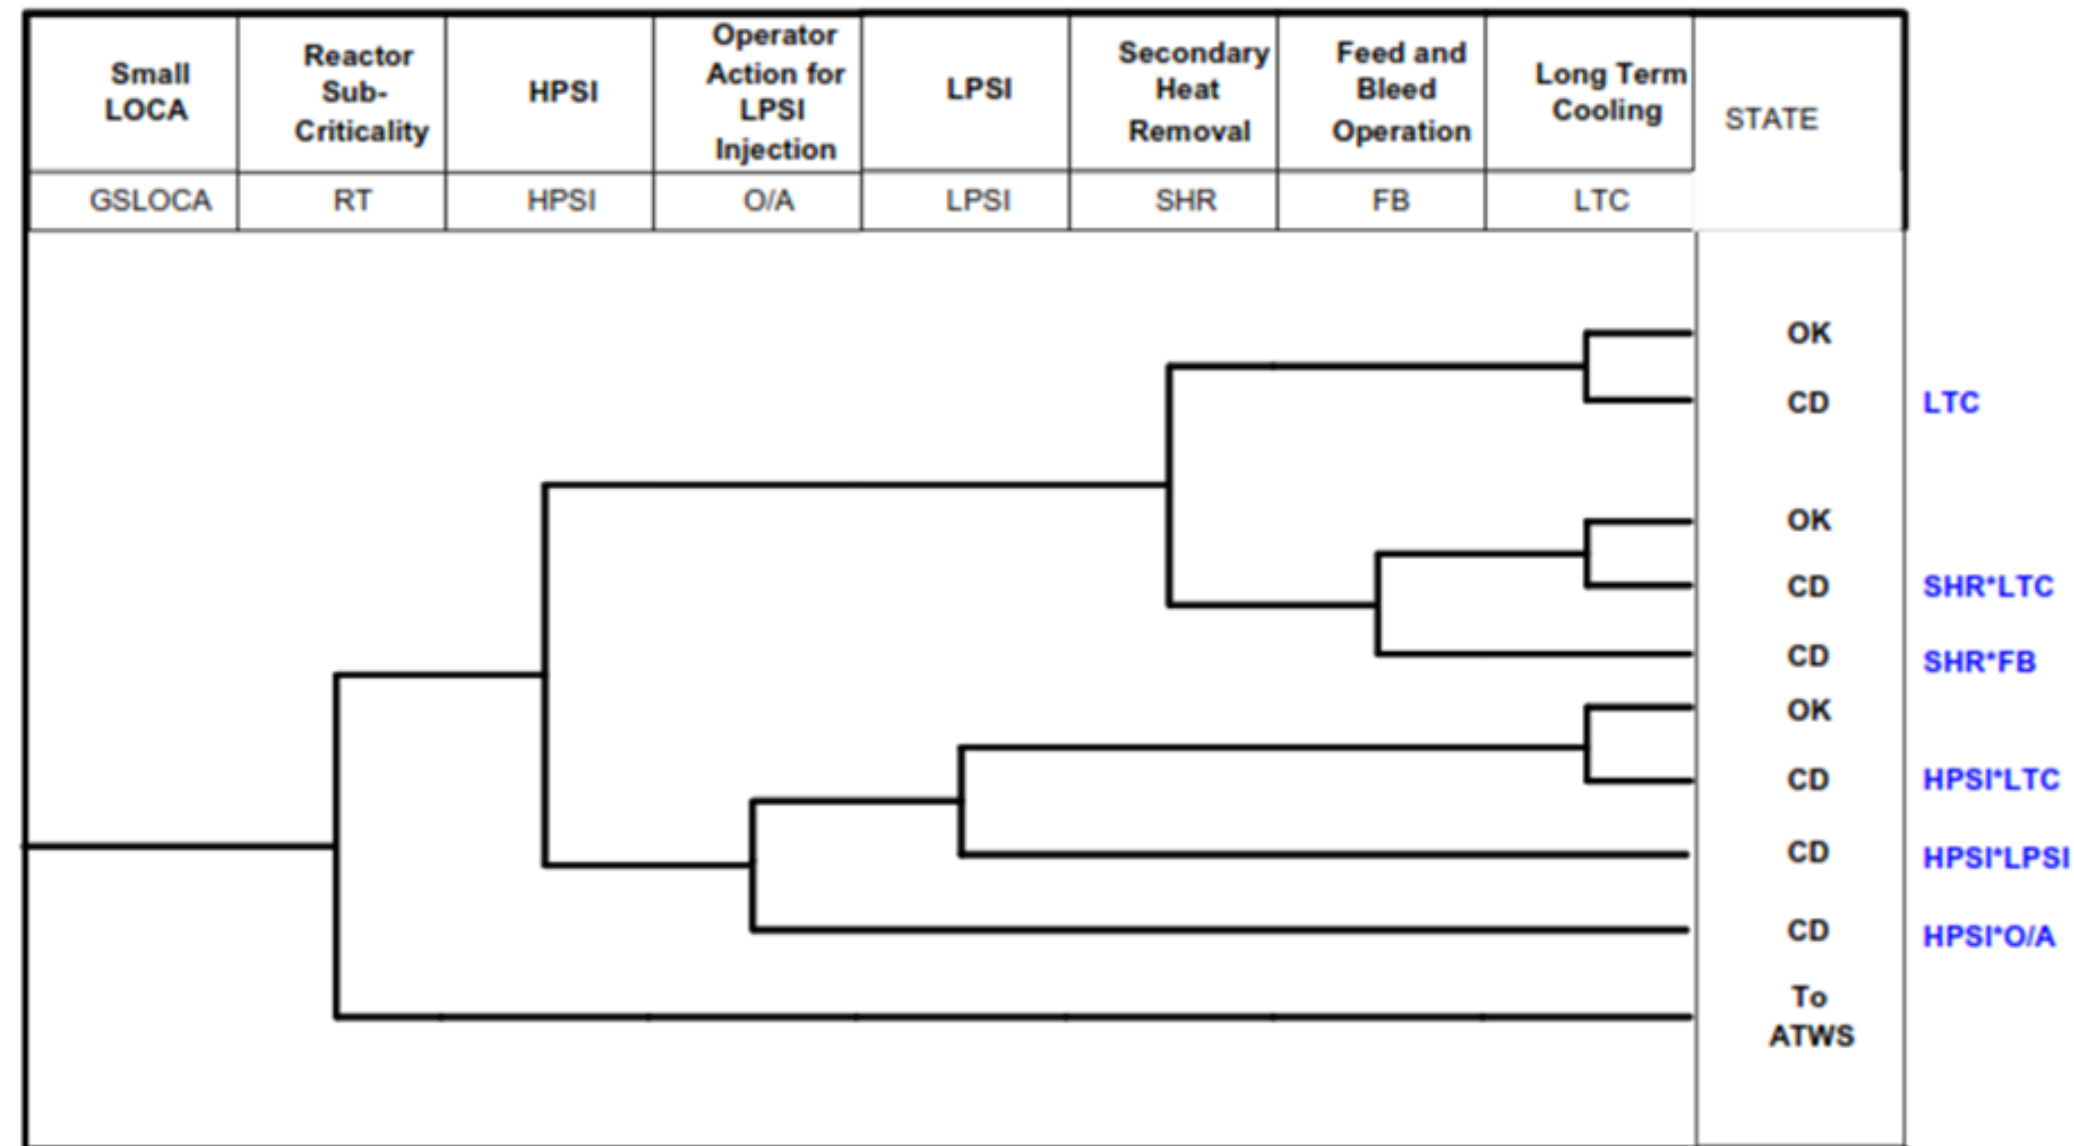 Small
LOCA
Reactor
Sub-
Criticality
HPSI
Operator
Action for
LPSI
Injection
LPSI
Secondary
Heat
Removal
Feed and
Bleed
Operation
Long Term
Cooling
STATE
GSLOCA
RT
HPSI
O/A
LPSI
SHR
FB
LTC
OK
CD LTC
OK
CD SHR*LTC
CD SHR*FB
OK
CD HPSI*LTC
CD HPSI*LPSI
CD HPSI*O/A
To
ATWS